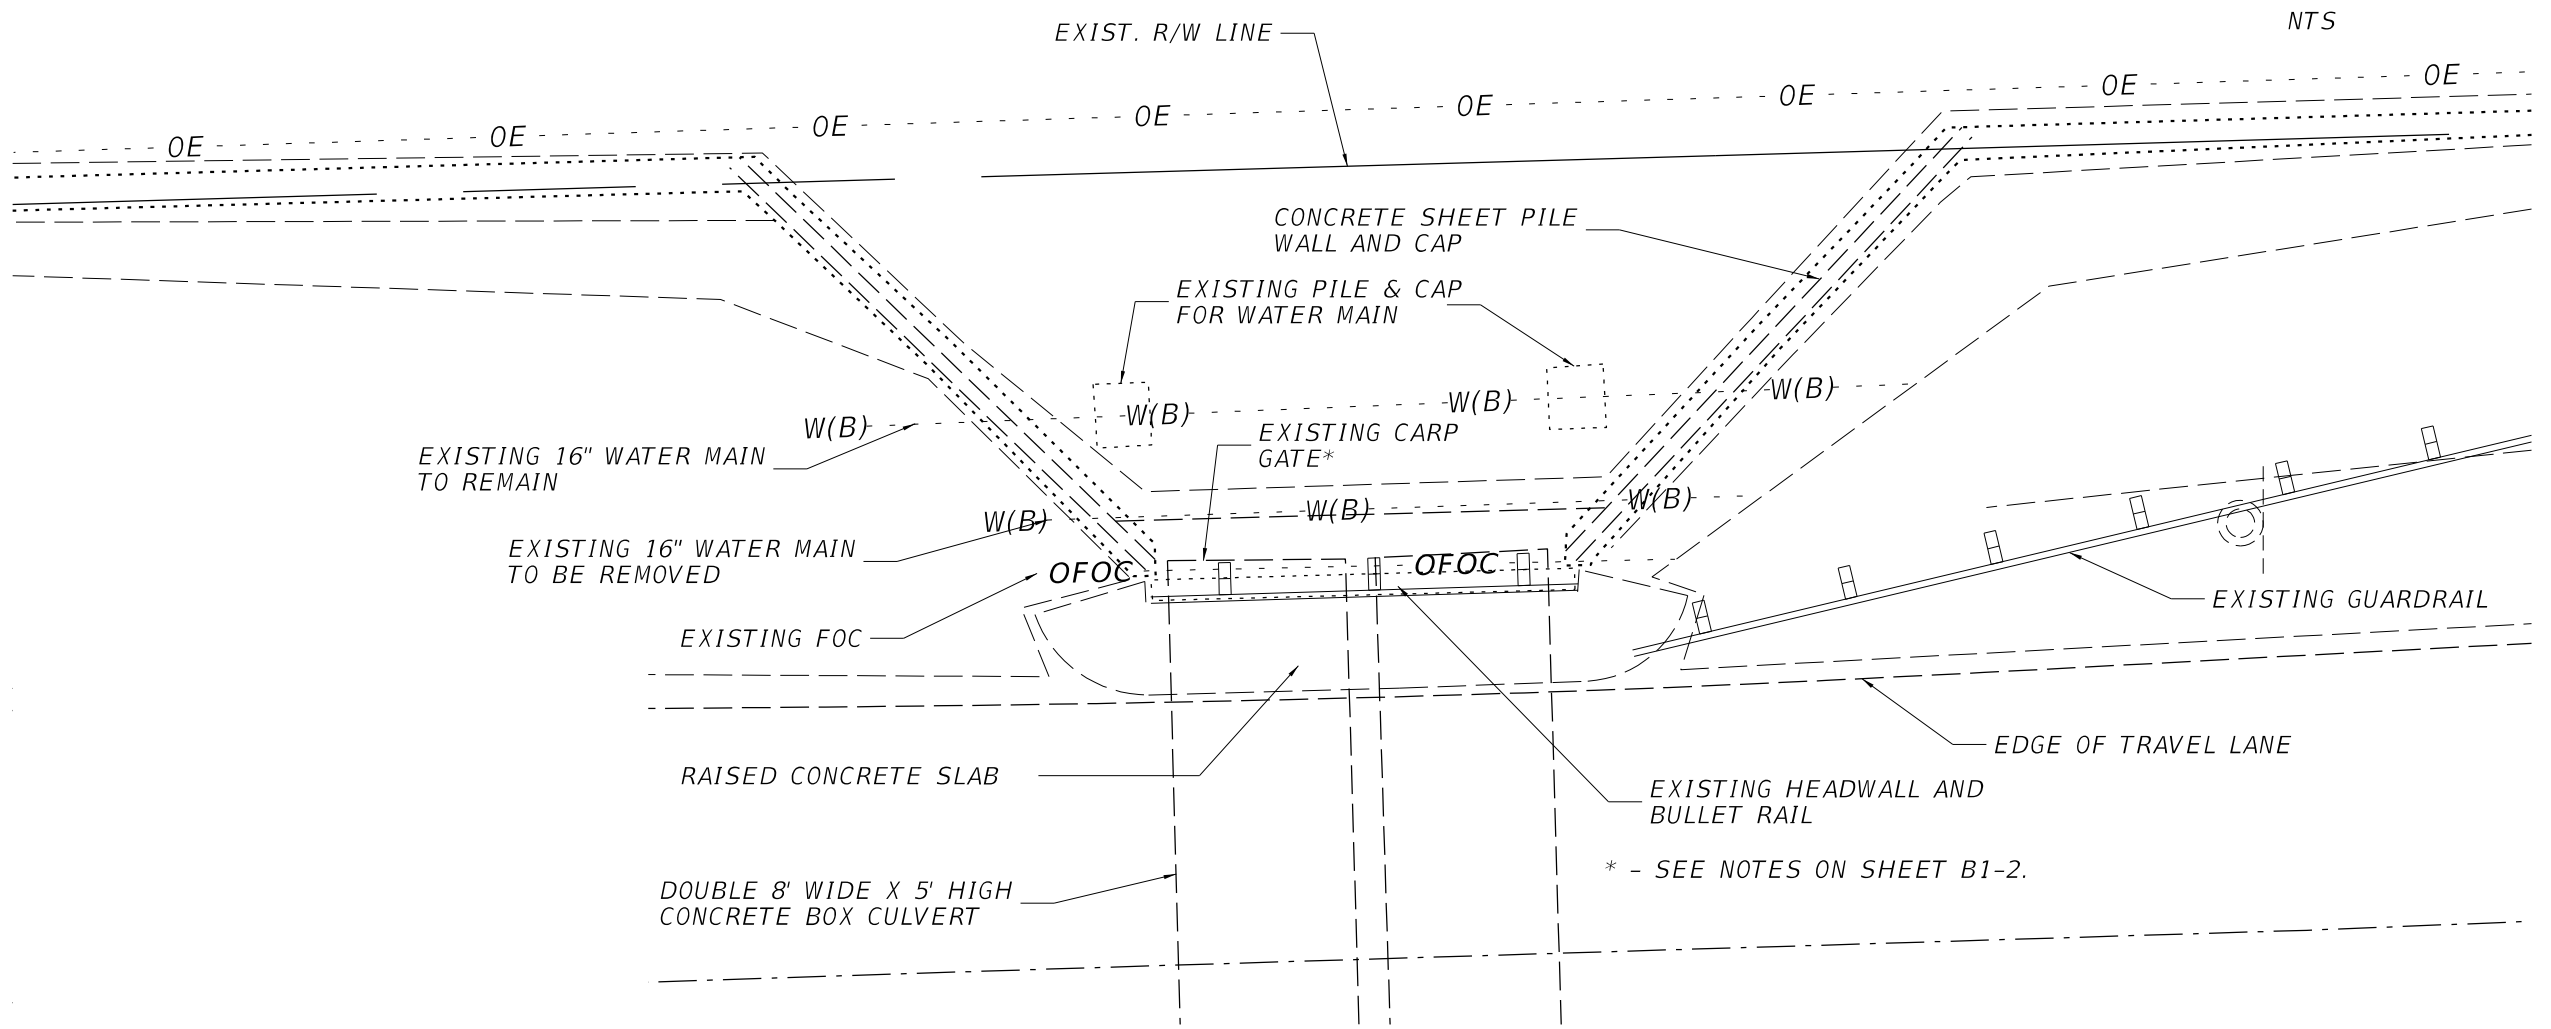 NTS
EXIST. R/W LINE
OE OE OE OE OE OE OE OE
CONCRETE SHEET PILE
WALL AND CAP
EXISTING PILE & CAP
FOR WATER MAIN
W(B) W(B) W(B) W(B)
EXISTING CARP
GATE*
EXISTING 16" WATER MAIN
TO REMAIN
W(B) W(B) W(B)
EXISTING 16" WATER MAIN
TO BE REMOVED
OFOC OFOC
EXISTING GUARDRAIL
EXISTING FOC
EDGE OF TRAVEL LANE
RAISED CONCRETE SLAB
EXISTING HEADWALL AND
BULLET RAIL
* - SEE NOTES ON SHEET B1-2.
DOUBLE 8' WIDE X 5' HIGH
CONCRETE BOX CULVERT